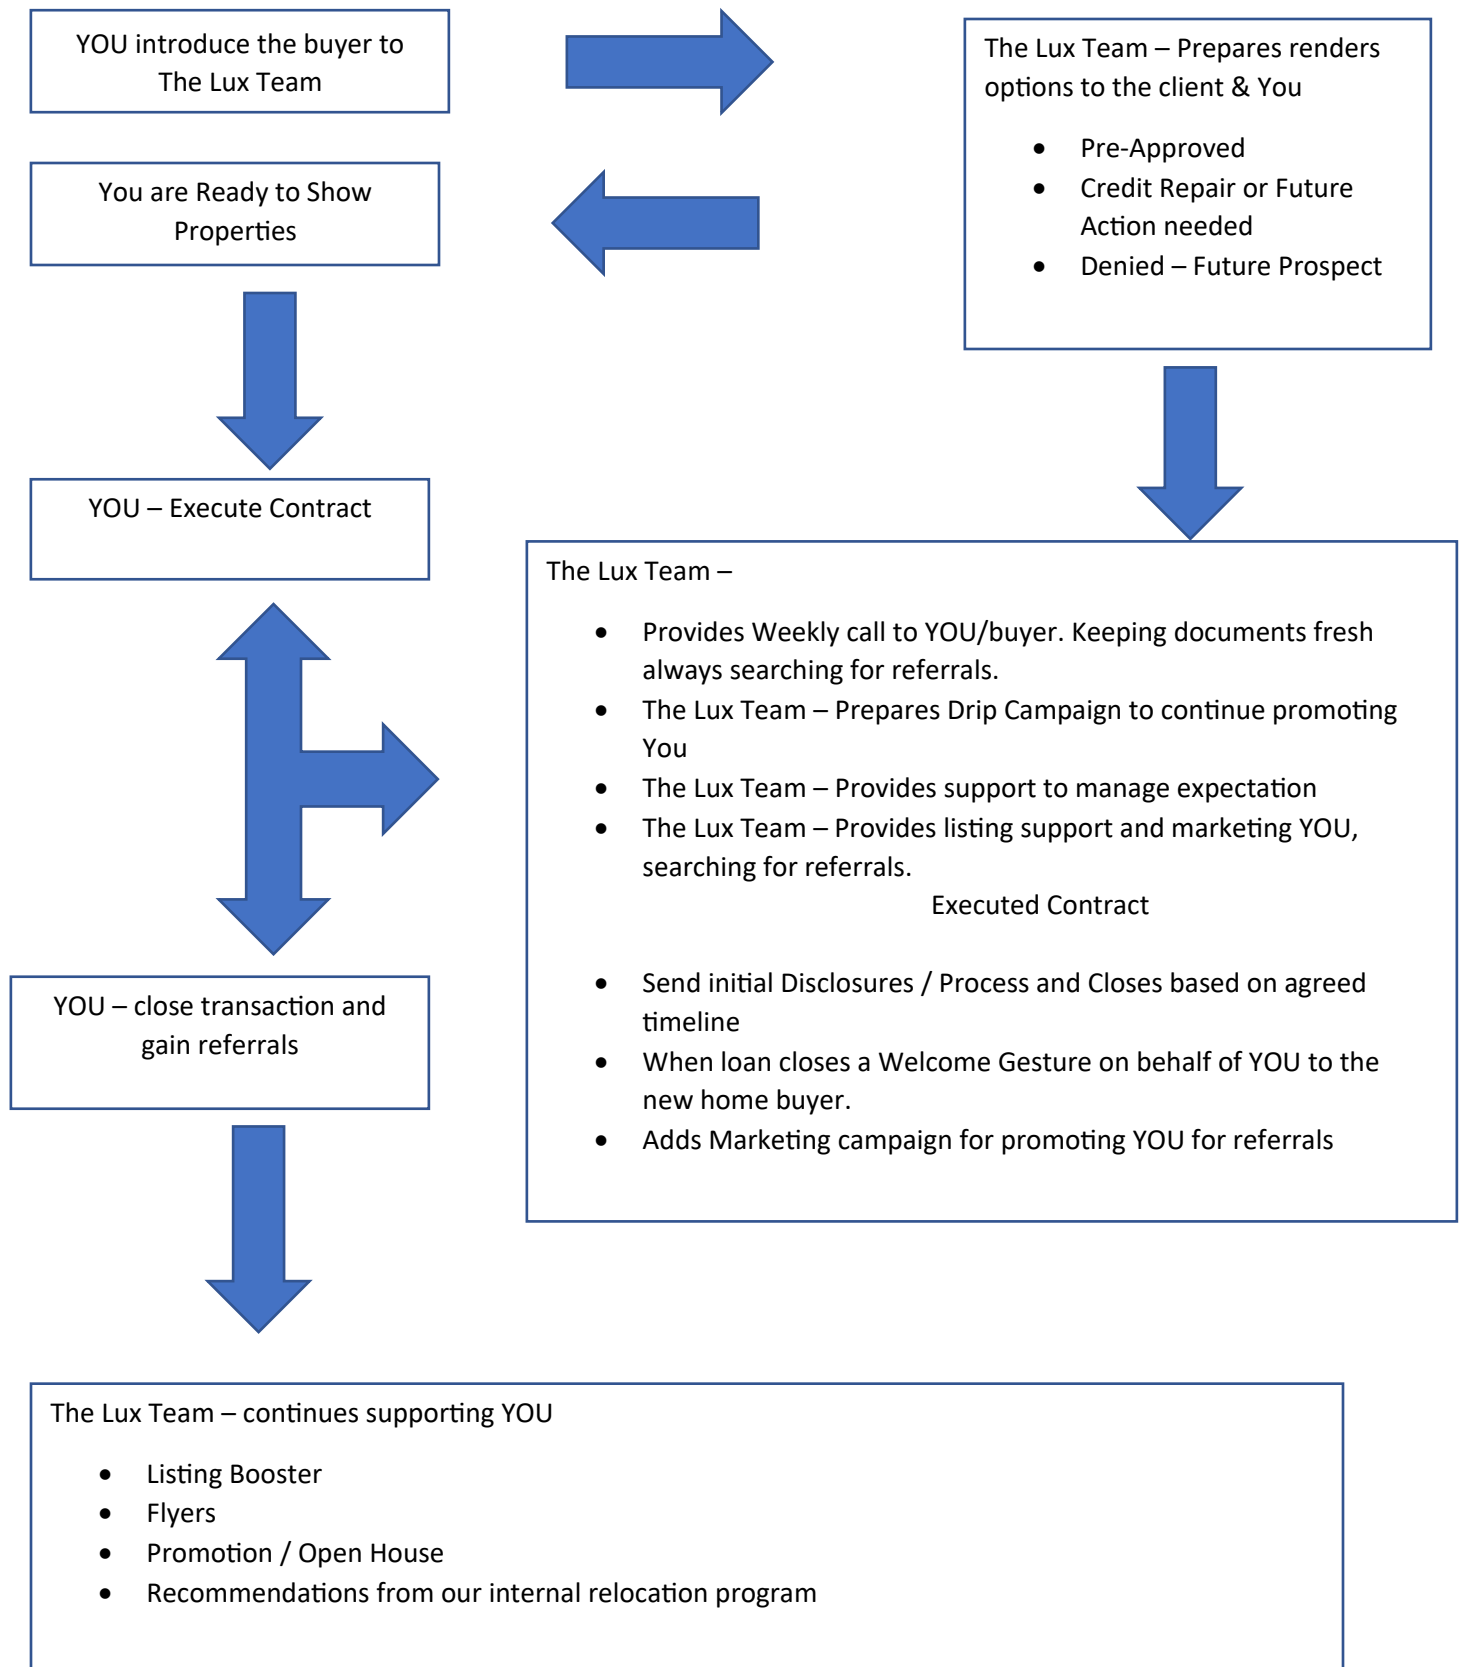 YOU introduce the buyer to
The Lux Team
The Lux Team – Prepares renders
options to the client & You
• Pre-Approved
• Credit Repair or Future
Action needed
• Denied – Future Prospect
You are Ready to Show
Properties
YOU – Execute Contract
The Lux Team –
• Provides Weekly call to YOU/buyer. Keeping documents fresh
always searching for referrals.
• The Lux Team – Prepares Drip Campaign to continue promoting
You
• The Lux Team – Provides support to manage expectation
• The Lux Team – Provides listing support and marketing YOU,
searching for referrals.
Executed Contract
• Send initial Disclosures / Process and Closes based on agreed
timeline
• When loan closes a Welcome Gesture on behalf of YOU to the
new home buyer.
• Adds Marketing campaign for promoting YOU for referrals
YOU – close transaction and
gain referrals
The Lux Team – continues supporting YOU
• Listing Booster
• Flyers
• Promotion / Open House
• Recommendations from our internal relocation program